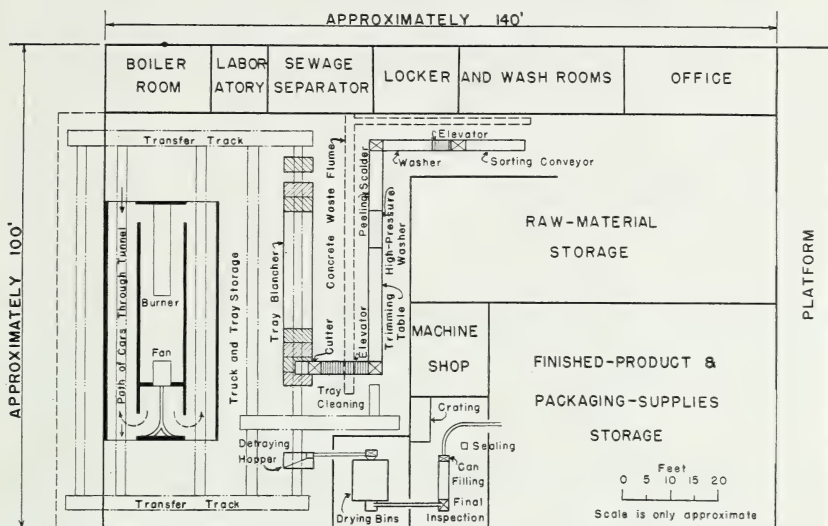 APPROXIMATELY 140'
BOILER
ROOM
LABOR
ATORY
SEWAGE
SEPARATOR
LOCKER
AND WASH ROOMS
OFFICE
APPROXIMATELY 100'
PLATFORM
Transfer Track
Elevator
Washer
Sorting Conveyor
Path of Cars Through Tunnel
Burner
Fan
Truck and Tray Storage
Tray Blancher
Cutter
Concrete Waste Flume
Elevator
Peeling Scalder
High-Pressure
Washer
Trimming
Table
RAW-MATERIAL
STORAGE
MACHINE
SHOP
FINISHED-PRODUCT &
PACKAGING-SUPPLIES
STORAGE
Tray
Cleaning
Crating
Detraying
Hopper
Sealing
Can
Filling
Final
Inspection
Drying Bins
Transfer Track
Feet
0 5 10 15 20
Scale is only approximate